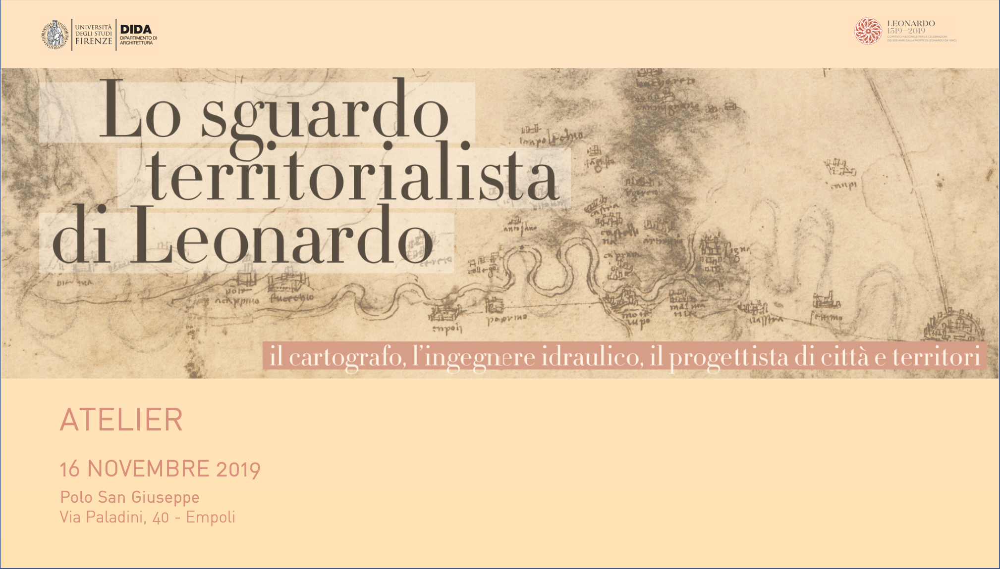 UNIVERSITÀ
DEGLI STUDI
FIRENZE
DIDA
DIPARTIMENTO DI
ARCHITETTURA
LEONARDO
1519–2019
COMITATO NAZIONALE PER LE CELEBRAZIONI
DEI 500 ANNI DALLA MORTE DI LEONARDO DA VINCI
Lo sguardo
territorialista
di Leonardo
empoli
fucechio
il cartografo, l'ingegnere idraulico, il progettista di città e territori
ATELIER
16 NOVEMBRE 2019
Polo San Giuseppe
Via Paladini, 40 - Empoli